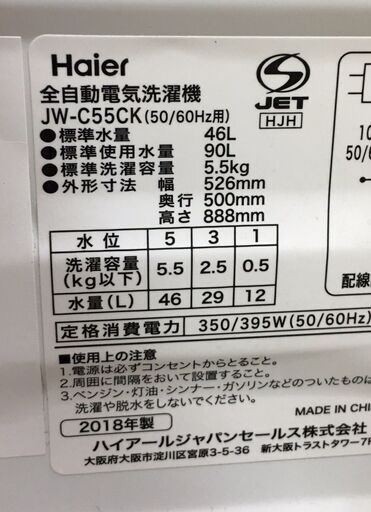 Haier
S
JET
HJH
全自動電気洗濯機
JW-C55CK(50/60Hz用)
●標準水量 46L
●標準使用水量 90L
●標準洗濯容量 5.5kg
●外形寸法 幅 526mm
奥行 500mm
高さ 888mm
水位 5 3 1
洗濯容量(kg以下) 5.5 2.5 0.5
水量(L) 46 29 12
定格消費電力 350/395W(50/60Hz)
■使用上の注意
1.電源は必ずコンセントからとること。
2.周囲に間隔をおいて設置すること。
3.ベンジン・灯油・シンナー・ガソリンなどのついたものは
洗濯や脱水をしないでください。
2018年製
MADE IN CHI
ハイアールジャパンセールス株式会社
大阪府大阪市淀川区宮原3-5-36 新大阪トラストタワー7F
10
50/6
配線